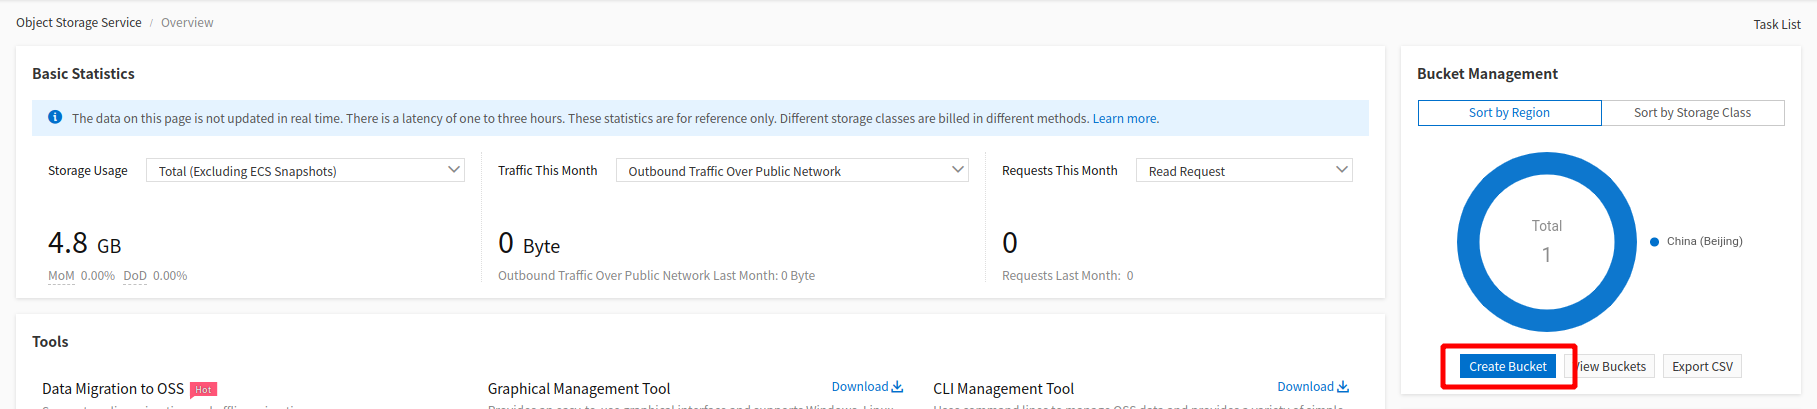 Object Storage Service / Overview
Task List
Basic Statistics
The data on this page is not updated in real time. There is a latency of one to three hours. These statistics are for reference only. Different storage classes are billed in different methods. Learn more.
Storage Usage Total (Excluding ECS Snapshots)
4.8 GB
MoM 0.00% DoD 0.00%
Traffic This Month Outbound Traffic Over Public Network
0 Byte
Outbound Traffic Over Public Network Last Month: 0 Byte
Requests This Month Read Request
0
Requests Last Month: 0
Bucket Management
Sort by Region Sort by Storage Class
Total
1
China (Beijing)
Create Bucket View Buckets Export CSV
Tools
Data Migration to OSS Hot
Graphical Management Tool Download
CLI Management Tool Download